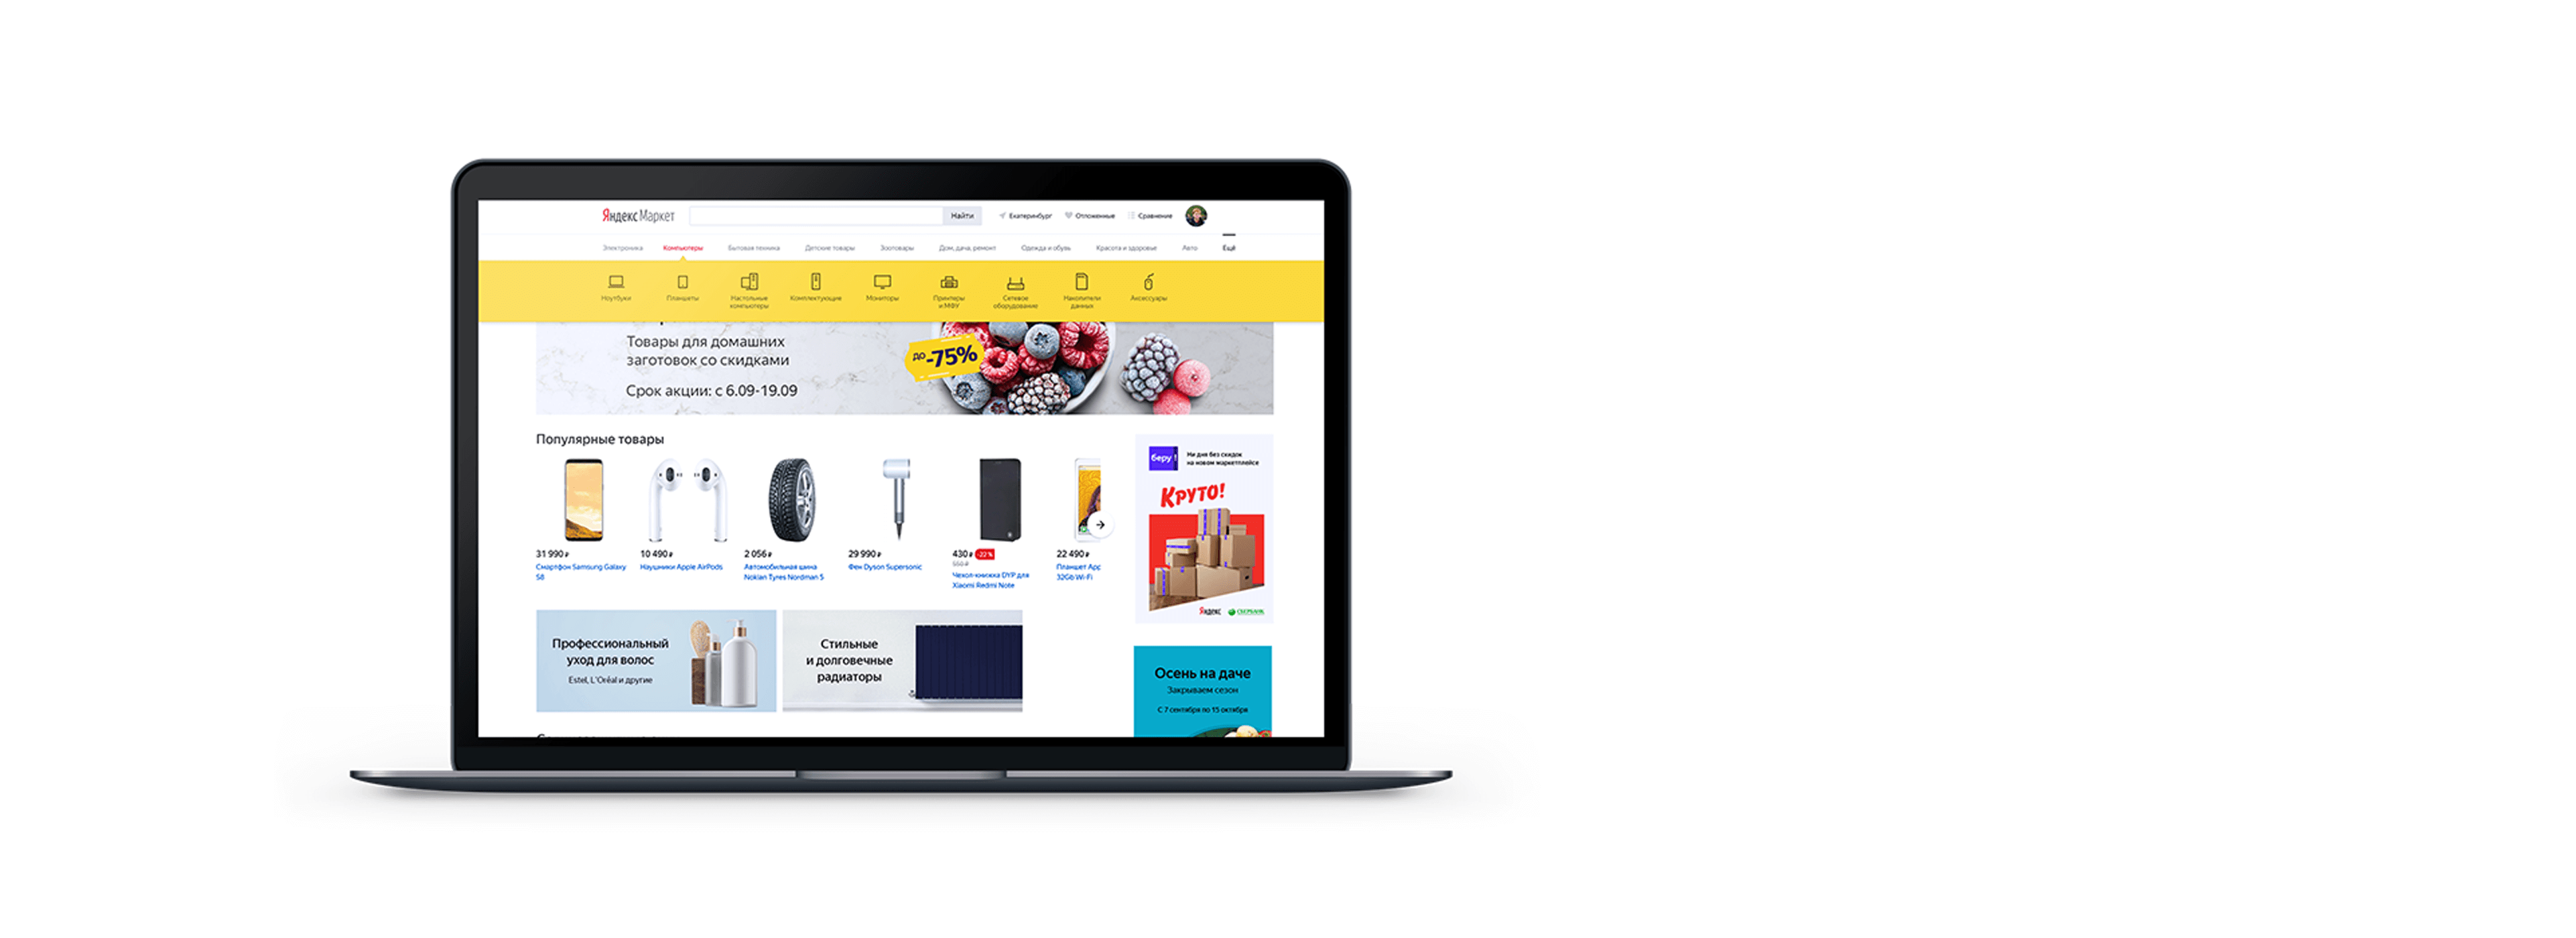 Яндекс Маркет
Найти
Екатеринбург
Отложенные
Сравнение
Электроника
Компьютеры
Бытовая техника
Детские товары
Зоотовары
Дом, дача, ремонт
Одежда и обувь
Красота и здоровье
Авто
Ещё
Ноутбуки
Планшеты
Настольные
компьютеры
Комплектующие
Мониторы
Принтеры
и МФУ
Сетевое
оборудование
Накопители
данных
Аксессуары
Товары для домашних
заготовок со скидками
Срок акции: с 6.09-19.09
до -75%
Популярные товары
31 990 ₽
Смартфон Samsung Galaxy
S8
10 490 ₽
Наушники Apple AirPods
2 056 ₽
Автомобильная шина
Nokian Tyres Nordman 5
29 990 ₽
Фен Dyson Supersonic
430 ₽ -22%
550 ₽
Чехол-книжка DYP для
Xiaomi Redmi Note
22 490 ₽
Планшет App
32Gb Wi-Fi
беру!
Ни дня без скидок
на новом маркетплейсе
Круто!
Яндекс
СБЕРБАНК
Профессиональный
уход для волос
Estel, L'Oréal и другие
Стильные
и долговечные
радиаторы
Осень на даче
Закрываем сезон
С 7 сентября по 15 октября